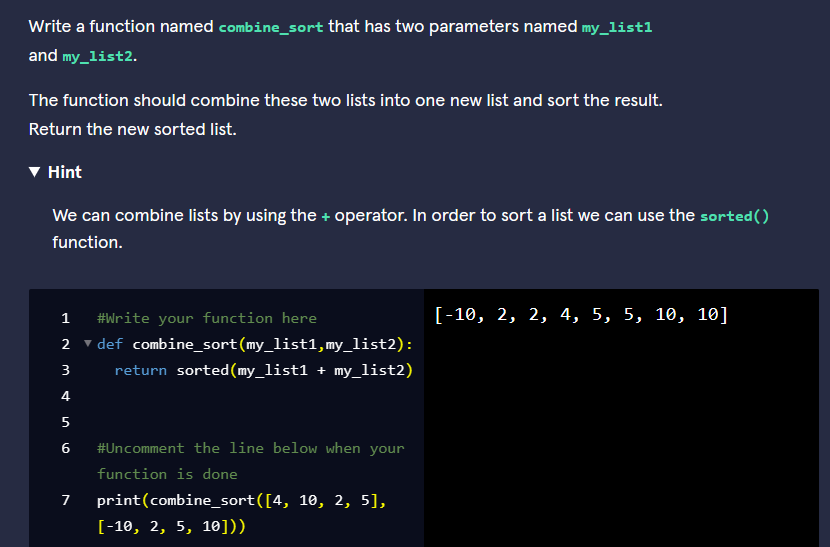 Write a function named combine_sort that has two parameters named my_list1
and my_list2.
The function should combine these two lists into one new list and sort the result.
Return the new sorted list.
▼ Hint
We can combine lists by using the + operator. In order to sort a list we can use the sorted()
function.
1 #Write your function here
2 ▼ def combine_sort(my_list1,my_list2):
3 return sorted(my_list1 + my_list2)
4
5
6 #Uncomment the line below when your
function is done
7 print(combine_sort([4, 10, 2, 5],
[-10, 2, 5, 10]))
[-10, 2, 2, 4, 5, 5, 10, 10]